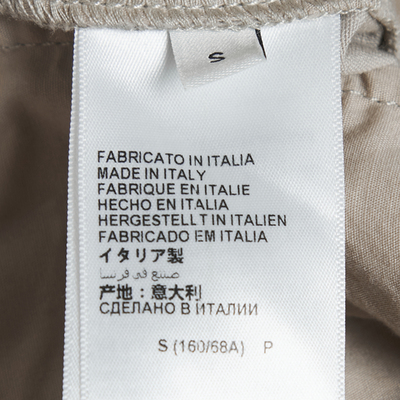 S
FABRICATO IN ITALIA
MADE IN ITALY
FABRIQUE EN ITALIE
HECHO EN ITALIA
HERGESTELLT IN ITALIEN
FABRICADO EM ITALIA
イタリア製
صنيع في فرنسا
产地：意大利
СДЕЛАНО В ИТАЛИИ
S (160/68A) P